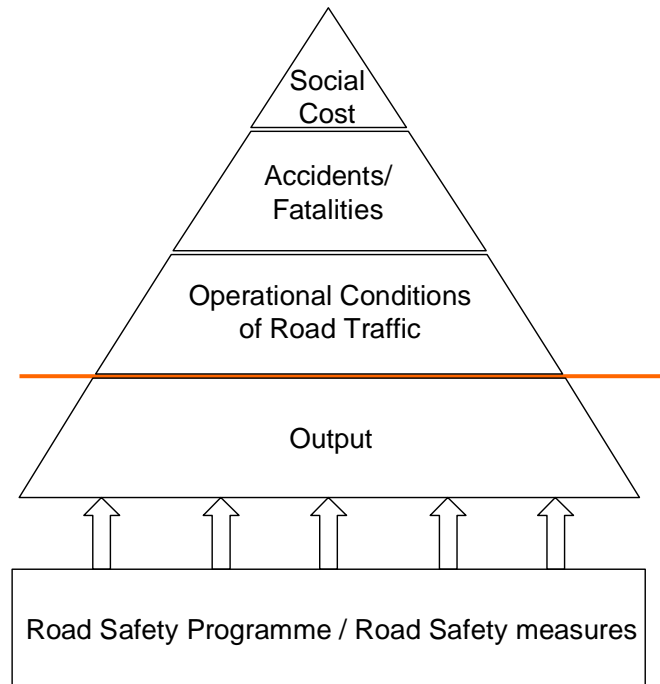 Social
Cost
Accidents/
Fatalities
Operational Conditions
of Road Traffic
Output
Road Safety Programme / Road Safety measures